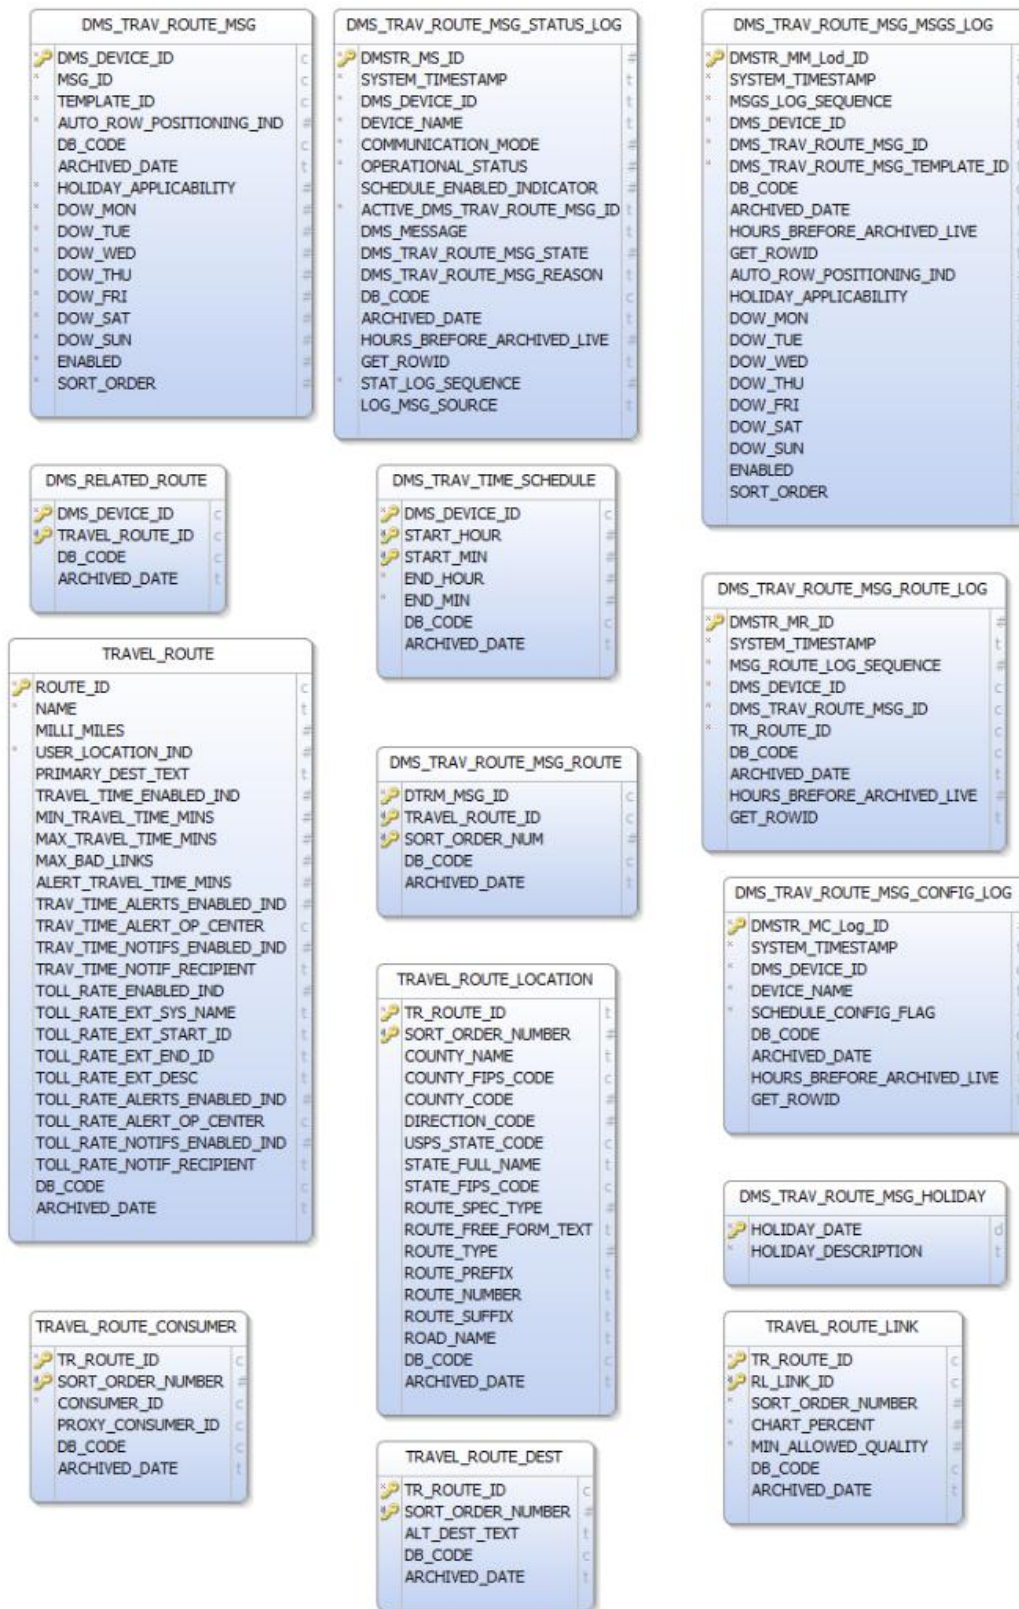 DMS_TRAV_ROUTE_MSG
DMS_DEVICE_ID c
MSG_ID c
TEMPLATE_ID c
AUTO_ROW_POSITIONING_IND #
DB_CODE c
ARCHIVED_DATE t
HOLIDAY_APPLICABILITY #
DOW_MON #
DOW_TUE #
DOW_WED #
DOW_THU #
DOW_FRI #
DOW_SAT #
DOW_SUN #
ENABLED #
SORT_ORDER #
DMS_TRAV_ROUTE_MSG_STATUS_LOG
DMSTR_MS_ID #
SYSTEM_TIMESTAMP t
DMS_DEVICE_ID t
DEVICE_NAME t
COMMUNICATION_MODE #
OPERATIONAL_STATUS #
SCHEDULE_ENABLED_INDICATOR #
ACTIVE_DMS_TRAV_ROUTE_MSG_ID t
DMS_MESSAGE t
DMS_TRAV_ROUTE_MSG_STATE #
DMS_TRAV_ROUTE_MSG_REASON t
DB_CODE c
ARCHIVED_DATE t
HOURS_BREFORE_ARCHIVED_LIVE #
GET_ROWID t
STAT_LOG_SEQUENCE #
LOG_MSG_SOURCE t
DMS_TRAV_ROUTE_MSG_MSGS_LOG
DMSTR_MM_Lod_ID
SYSTEM_TIMESTAMP
MSGS_LOG_SEQUENCE
DMS_DEVICE_ID
DMS_TRAV_ROUTE_MSG_ID
DMS_TRAV_ROUTE_MSG_TEMPLATE_ID
DB_CODE
ARCHIVED_DATE
HOURS_BREFORE_ARCHIVED_LIVE
GET_ROWID
AUTO_ROW_POSITIONING_IND
HOLIDAY_APPLICABILITY
DOW_MON
DOW_TUE
DOW_WED
DOW_THU
DOW_FRI
DOW_SAT
DOW_SUN
ENABLED
SORT_ORDER
DMS_RELATED_ROUTE
DMS_DEVICE_ID c
TRAVEL_ROUTE_ID c
DB_CODE c
ARCHIVED_DATE t
DMS_TRAV_TIME_SCHEDULE
DMS_DEVICE_ID c
START_HOUR #
START_MIN #
END_HOUR #
END_MIN #
DB_CODE c
ARCHIVED_DATE t
DMS_TRAV_ROUTE_MSG_ROUTE_LOG
DMSTR_MR_ID #
SYSTEM_TIMESTAMP t
MSG_ROUTE_LOG_SEQUENCE #
DMS_DEVICE_ID c
DMS_TRAV_ROUTE_MSG_ID c
TR_ROUTE_ID c
DB_CODE c
ARCHIVED_DATE t
HOURS_BREFORE_ARCHIVED_LIVE #
GET_ROWID t
TRAVEL_ROUTE
ROUTE_ID c
NAME t
MILLI_MILES #
USER_LOCATION_IND #
PRIMARY_DEST_TEXT t
TRAVEL_TIME_ENABLED_IND #
MIN_TRAVEL_TIME_MINS #
MAX_TRAVEL_TIME_MINS #
MAX_BAD_LINKS #
ALERT_TRAVEL_TIME_MINS #
TRAV_TIME_ALERTS_ENABLED_IND #
TRAV_TIME_ALERT_OP_CENTER c
TRAV_TIME_NOTIFS_ENABLED_IND #
TRAV_TIME_NOTIF_RECIPIENT t
TOLL_RATE_ENABLED_IND #
TOLL_RATE_EXT_SYS_NAME t
TOLL_RATE_EXT_START_ID t
TOLL_RATE_EXT_END_ID t
TOLL_RATE_EXT_DESC t
TOLL_RATE_ALERTS_ENABLED_IND #
TOLL_RATE_ALERT_OP_CENTER c
TOLL_RATE_NOTIFS_ENABLED_IND #
TOLL_RATE_NOTIF_RECIPIENT t
DB_CODE c
ARCHIVED_DATE t
DMS_TRAV_ROUTE_MSG_ROUTE
DTRM_MSG_ID c
TRAVEL_ROUTE_ID c
SORT_ORDER_NUM #
DB_CODE c
ARCHIVED_DATE t
DMS_TRAV_ROUTE_MSG_CONFIG_LOG
DMSTR_MC_Log_ID
SYSTEM_TIMESTAMP
DMS_DEVICE_ID
DEVICE_NAME
SCHEDULE_CONFIG_FLAG
DB_CODE
ARCHIVED_DATE
HOURS_BREFORE_ARCHIVED_LIVE
GET_ROWID
TRAVEL_ROUTE_LOCATION
TR_ROUTE_ID t
SORT_ORDER_NUMBER #
COUNTY_NAME t
COUNTY_FIPS_CODE c
COUNTY_CODE #
DIRECTION_CODE #
USPS_STATE_CODE c
STATE_FULL_NAME t
STATE_FIPS_CODE c
ROUTE_SPEC_TYPE #
ROUTE_FREE_FORM_TEXT t
ROUTE_TYPE #
ROUTE_PREFIX t
ROUTE_NUMBER t
ROUTE_SUFFIX t
ROAD_NAME t
DB_CODE c
ARCHIVED_DATE t
DMS_TRAV_ROUTE_MSG_HOLIDAY
HOLIDAY_DATE d
HOLIDAY_DESCRIPTION t
TRAVEL_ROUTE_CONSUMER
TR_ROUTE_ID c
SORT_ORDER_NUMBER #
CONSUMER_ID c
PROXY_CONSUMER_ID c
DB_CODE c
ARCHIVED_DATE t
TRAVEL_ROUTE_LINK
TR_ROUTE_ID c
RL_LINK_ID c
SORT_ORDER_NUMBER #
CHART_PERCENT #
MIN_ALLOWED_QUALITY #
DB_CODE c
ARCHIVED_DATE t
TRAVEL_ROUTE_DEST
TR_ROUTE_ID c
SORT_ORDER_NUMBER #
ALT_DEST_TEXT t
DB_CODE c
ARCHIVED_DATE t